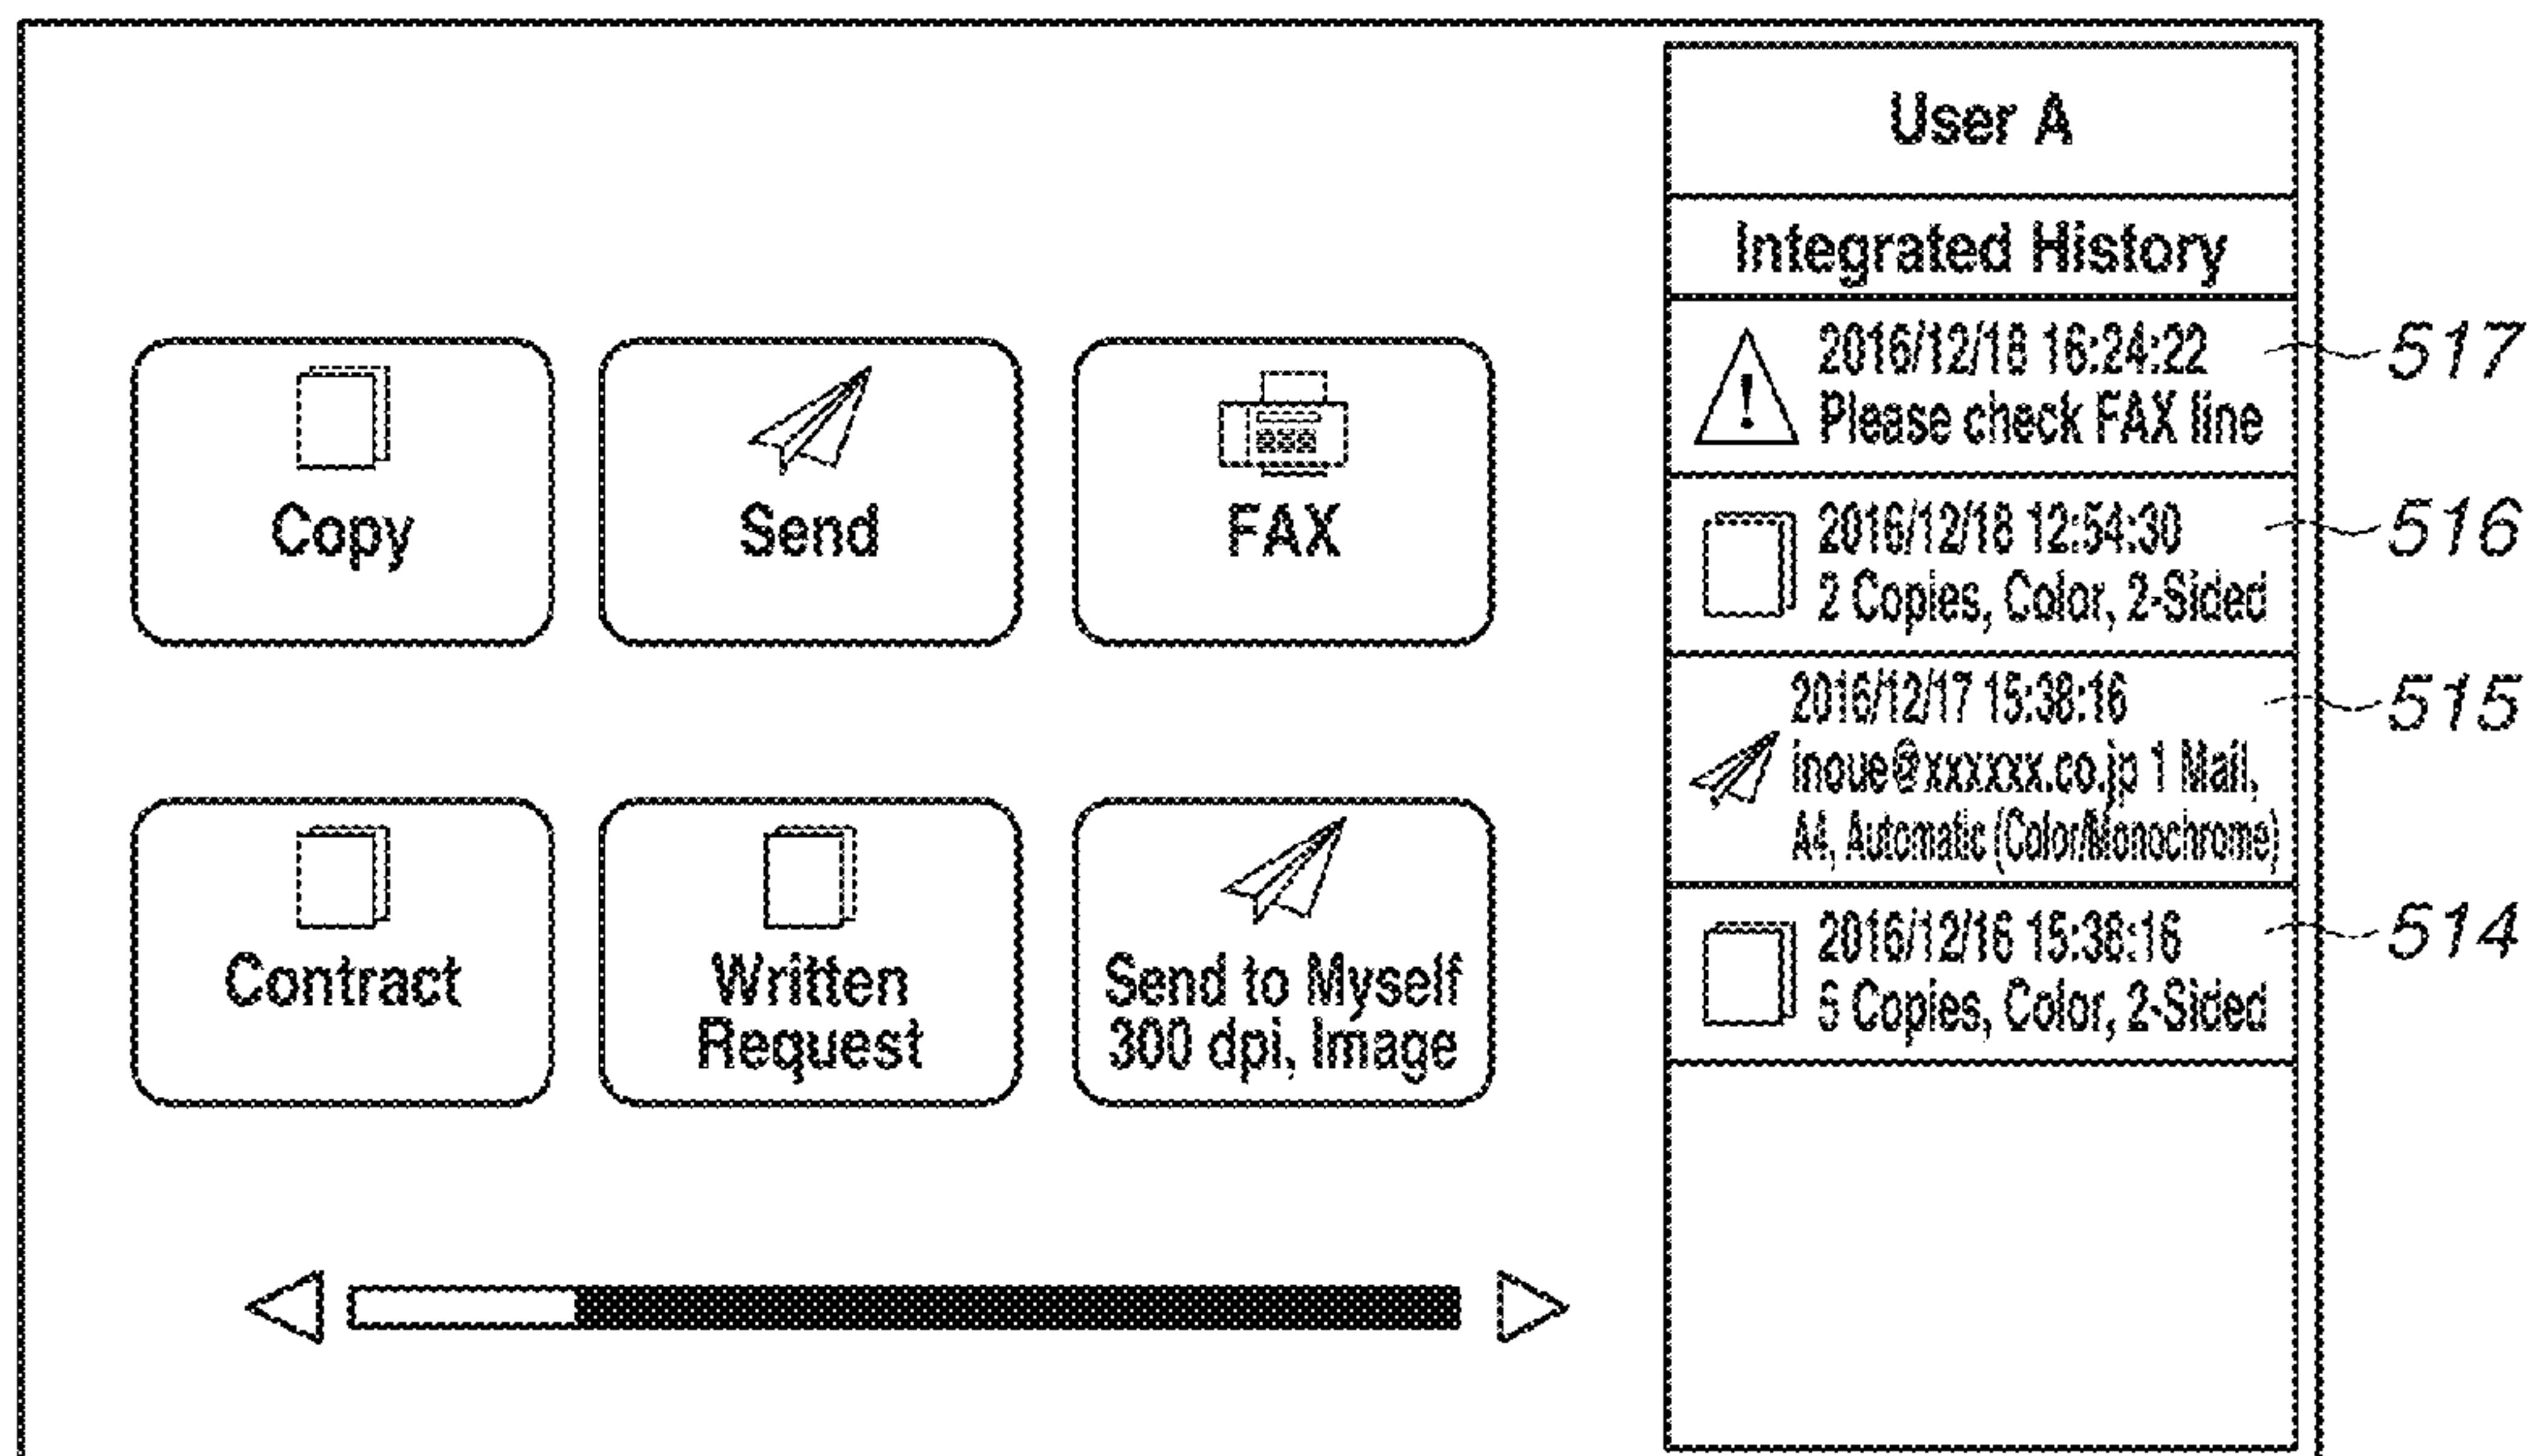 Copy
Send
FAX
Contract
Written
Request
Send to Myself
300 dpi, Image
User A
Integrated History
2016/12/18 16:24:22
Please check FAX line
517
2016/12/18 12:54:30
2 Copies, Color, 2-Sided
516
2016/12/17 15:38:16
inoue@xxxxxx.co.jp 1 Mail,
A4, Automatic (Color/Monochrome)
515
2016/12/16 15:38:16
Copies, Color, 2-Sided
514